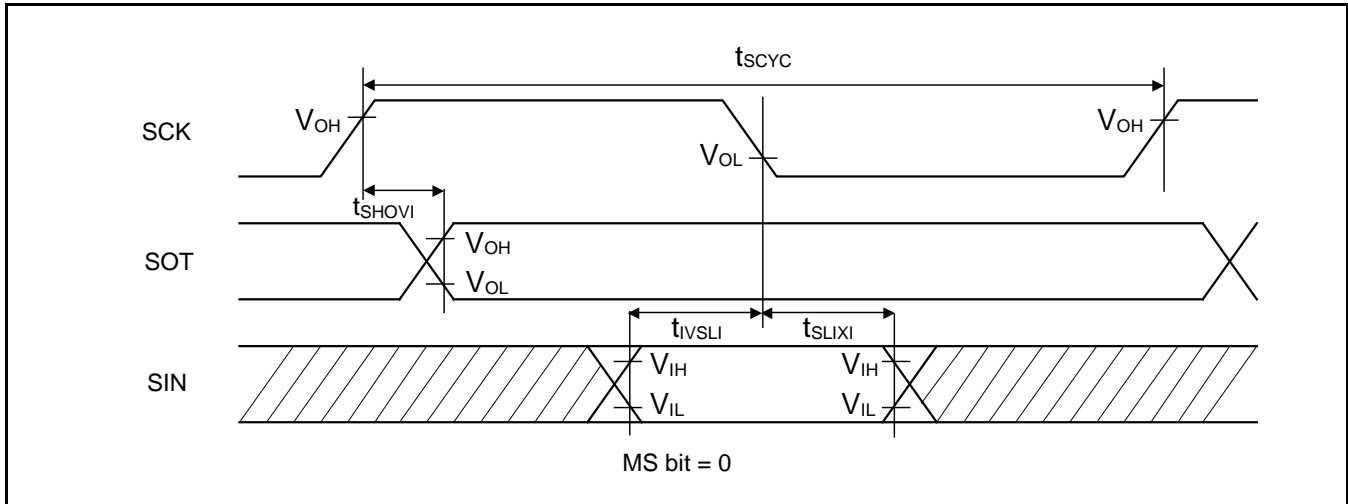 tSCYC
SCK
VOH
VOL
VOH
tSHOVI
SOT
VOH
VOL
tIVSLI
tSLIXI
SIN
VIH
VIH
VIL
VIL
MS bit = 0